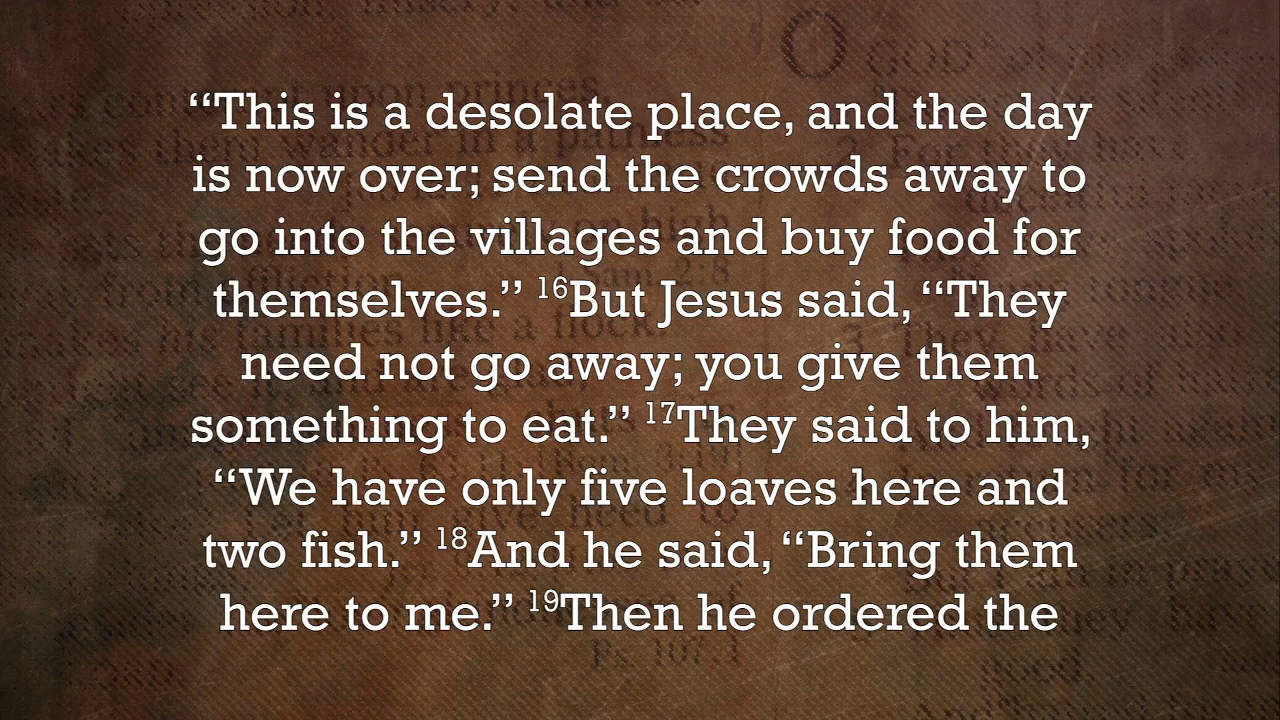 “This is a desolate place, and the day
is now over; send the crowds away to
go into the villages and buy food for
themselves.” 16But Jesus said, “They
need not go away; you give them
something to eat.” 17They said to him,
“We have only five loaves here and
two fish.” 18And he said, “Bring them
here to me.” 19Then he ordered the